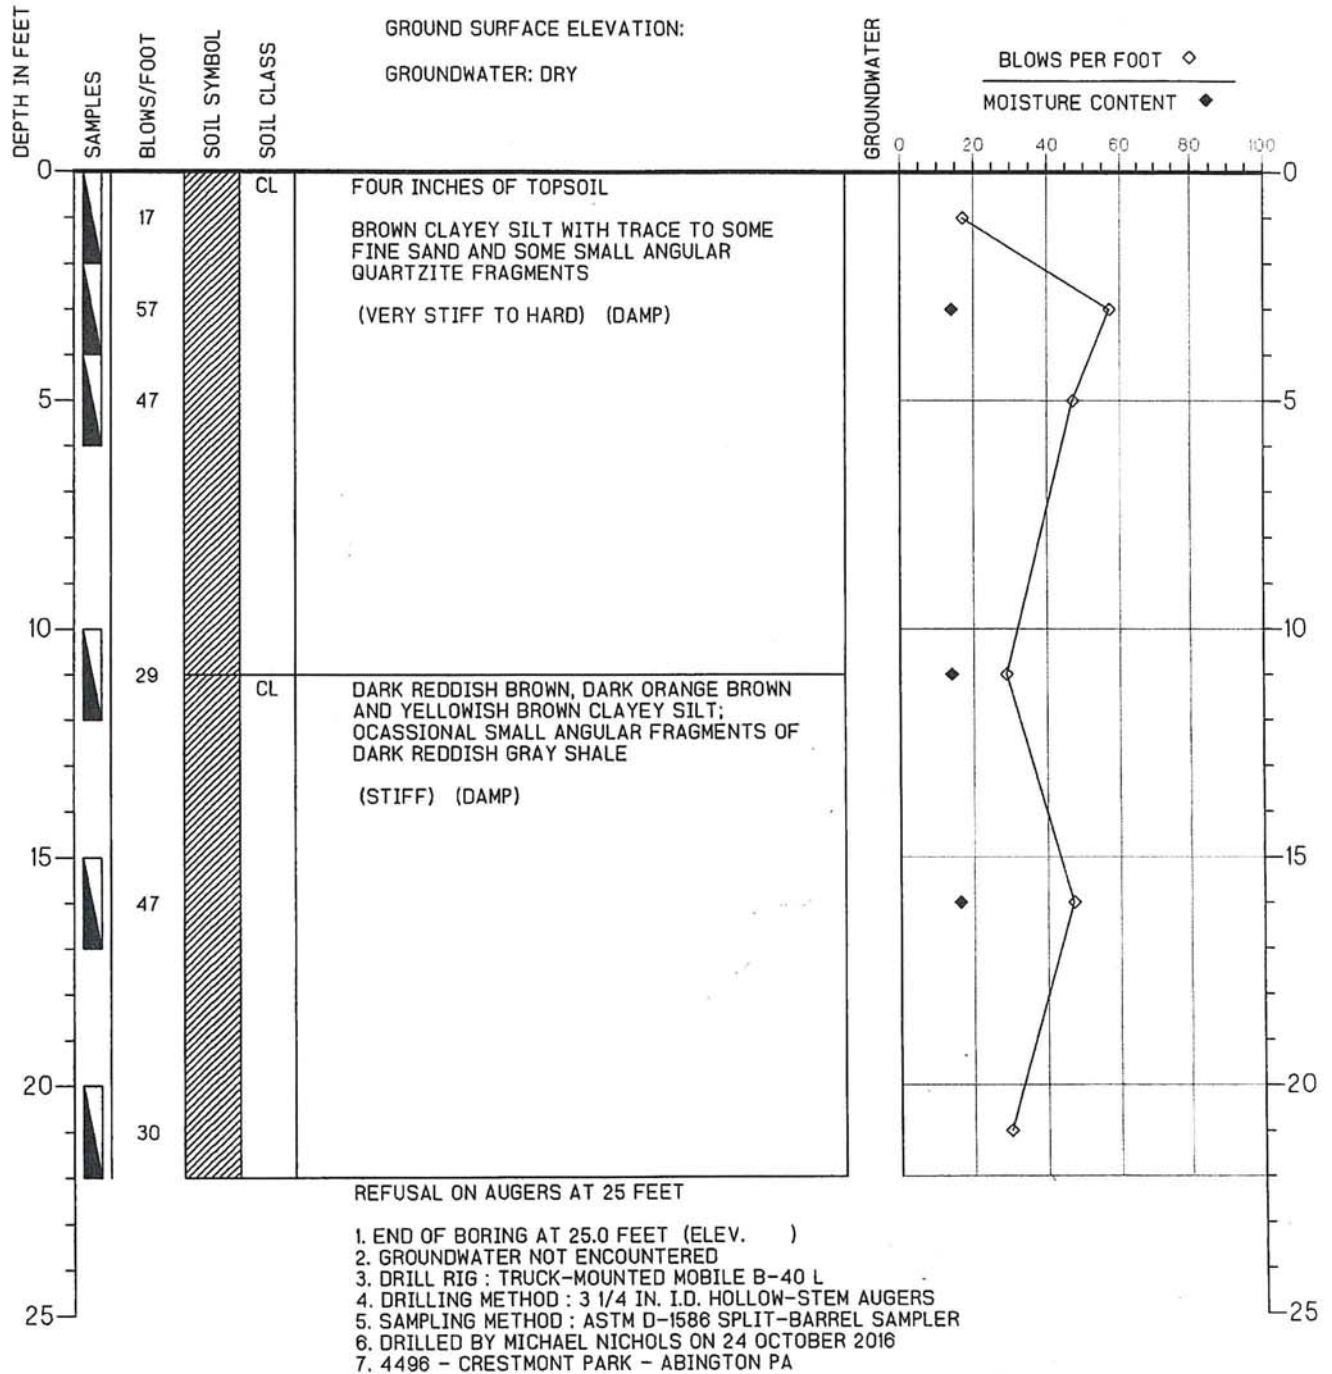 DEPTH IN FEET
SAMPLES
BLOWS/FOOT
SOIL SYMBOL
SOIL CLASS
GROUND SURFACE ELEVATION:
GROUNDWATER: DRY
GROUNDWATER
BLOWS PER FOOT
MOISTURE CONTENT
0 20 40 60 80 100
0
CL
FOUR INCHES OF TOPSOIL
0
17
BROWN CLAYEY SILT WITH TRACE TO SOME
FINE SAND AND SOME SMALL ANGULAR
QUARTZITE FRAGMENTS
57
(VERY STIFF TO HARD) (DAMP)
5
47
5
10
10
29
CL
DARK REDDISH BROWN, DARK ORANGE BROWN
AND YELLOWISH BROWN CLAYEY SILT;
OCASSIONAL SMALL ANGULAR FRAGMENTS OF
DARK REDDISH GRAY SHALE
(STIFF) (DAMP)
15
15
47
20
20
30
REFUSAL ON AUGERS AT 25 FEET
1. END OF BORING AT 25.0 FEET (ELEV. )
2. GROUNDWATER NOT ENCOUNTERED
3. DRILL RIG : TRUCK-MOUNTED MOBILE B-40 L
4. DRILLING METHOD : 3 1/4 IN. I.D. HOLLOW-STEM AUGERS
5. SAMPLING METHOD : ASTM D-1586 SPLIT-BARREL SAMPLER
6. DRILLED BY MICHAEL NICHOLS ON 24 OCTOBER 2016
7. 4496 - CRESTMONT PARK - ABINGTON PA
25
25